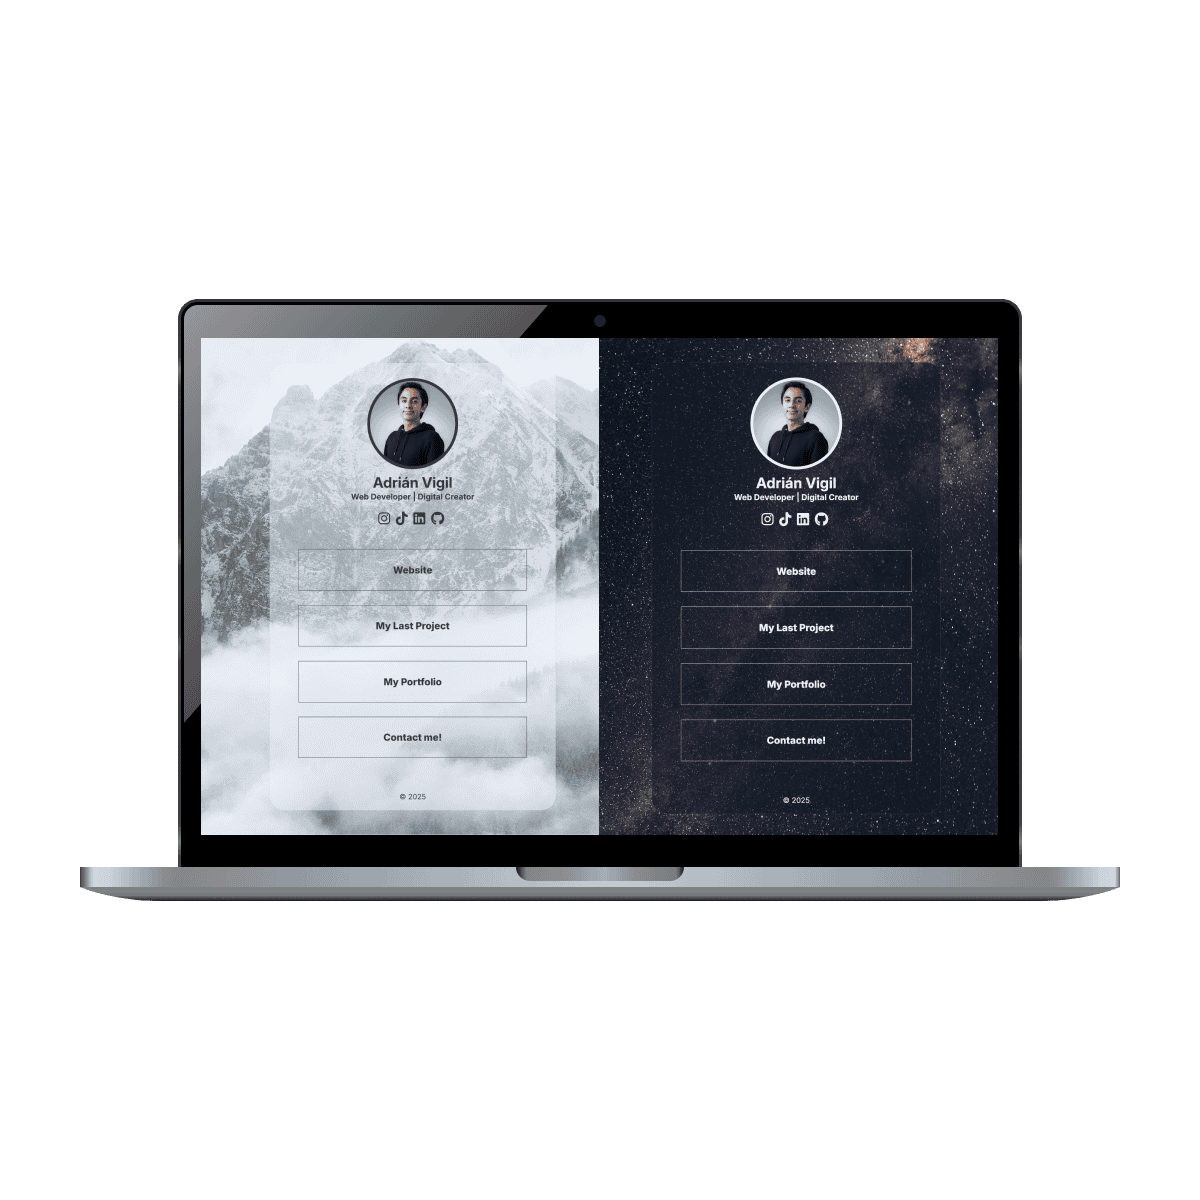 Adrián Vigil
Web Developer | Digital Creator
Website
My Last Project
My Portfolio
Contact me!
© 2025
Adrián Vigil
Web Developer | Digital Creator
Website
My Last Project
My Portfolio
Contact me!
© 2025